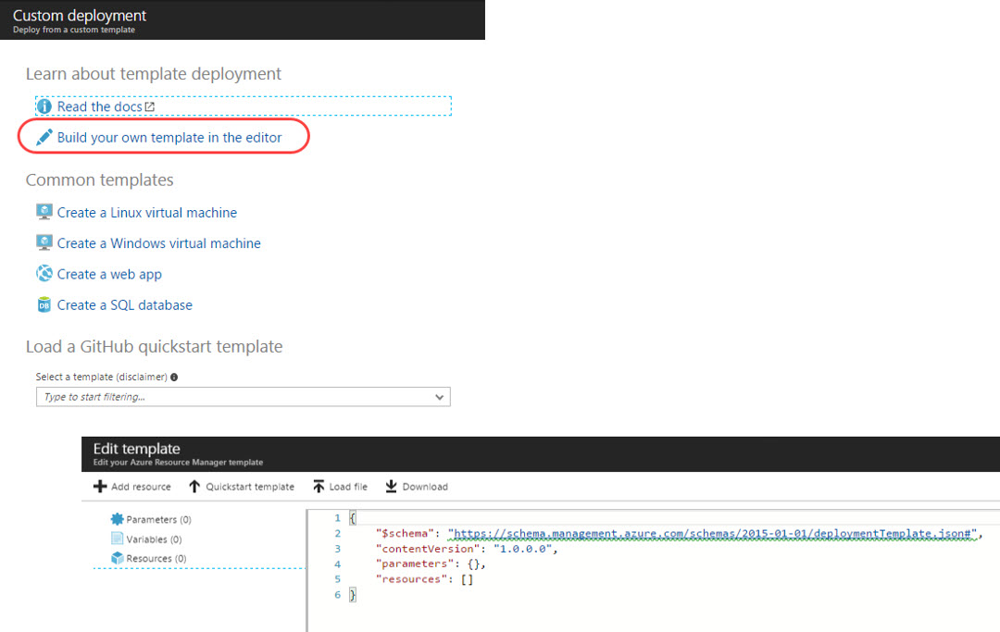 Custom deployment
Deploy from a custom template
Learn about template deployment
Read the docs
Build your own template in the editor
Common templates
Create a Linux virtual machine
Create a Windows virtual machine
Create a web app
DB Create a SQL database
Load a GitHub quickstart template
Select a template (disclaimer)
Type to start filtering...
Edit template
Edit your Azure Resource Manager template
Add resource Quickstart template Load file Download
Parameters (0)
Variables (0)
Resources (0)
1 {
2 "$schema": "https://schema.management.azure.com/schemas/2015-01-01/deploymentTemplate.json#",
3 "contentVersion": "1.0.0.0",
4 "parameters": {},
5 "resources": []
6 }